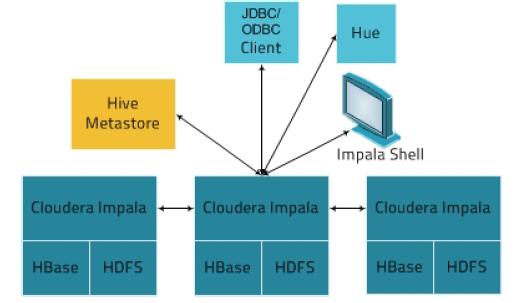 JDBC/
ODBC
Client
Hue
Hive
Metastore
Impala Shell
Cloudera Impala
Cloudera Impala
Cloudera Impala
HBase
HDFS
HBase
HDFS
HBase
HDFS